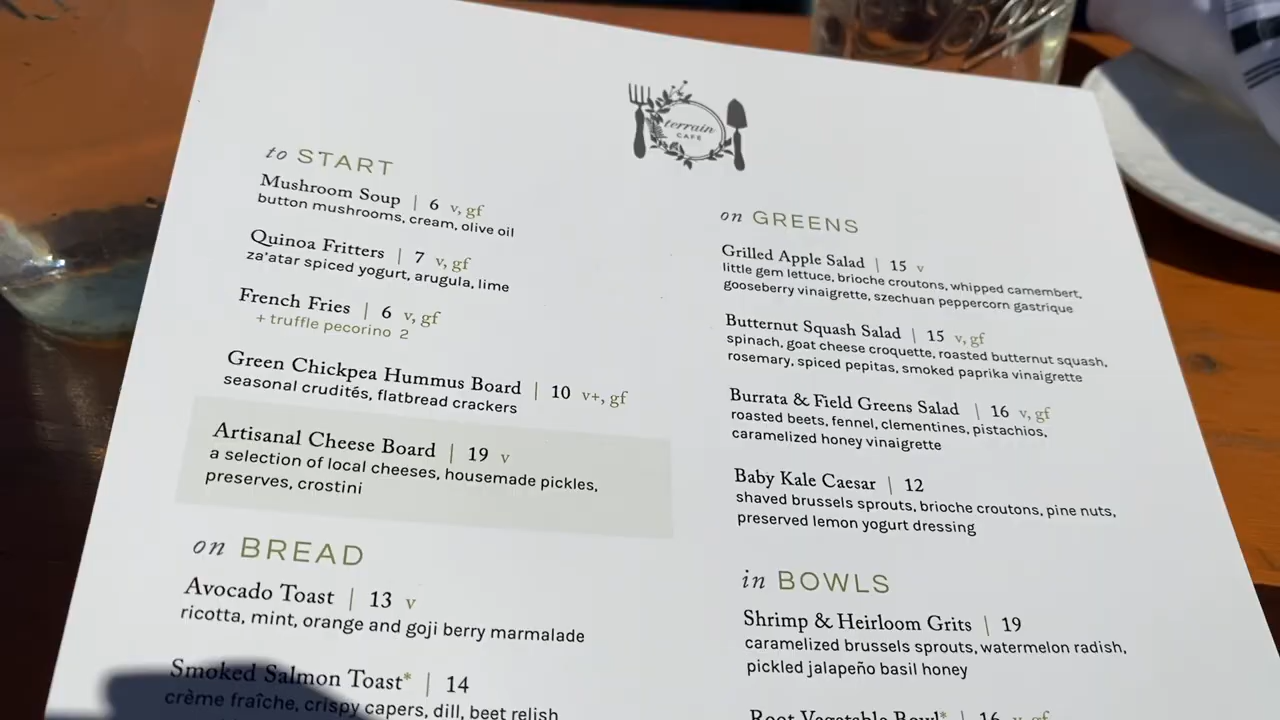 terrain
CAFE
to START
Mushroom Soup | 6 v, gf
button mushrooms, cream, olive oil
Quinoa Fritters | 7 v, gf
za'atar spiced yogurt, arugula, lime
French Fries | 6 v, gf
+ truffle pecorino 2
Green Chickpea Hummus Board | 10 v+, gf
seasonal crudités, flatbread crackers
Artisanal Cheese Board | 19 v
a selection of local cheeses, housemade pickles,
preserves, crostini
on BREAD
Avocado Toast | 13 v
ricotta, mint, orange and goji berry marmalade
Smoked Salmon Toast* | 14
crème fraîche, crispy capers, dill, beet relish
on GREENS
Grilled Apple Salad | 15 v
little gem lettuce, brioche croutons, whipped camembert,
gooseberry vinaigrette, szechuan peppercorn gastrique
Butternut Squash Salad | 15 v, gf
spinach, goat cheese croquette, roasted butternut squash,
rosemary, spiced pepitas, smoked paprika vinaigrette
Burrata & Field Greens Salad | 16 v, gf
roasted beets, fennel, clementines, pistachios,
caramelized honey vinaigrette
Baby Kale Caesar | 12
shaved brussels sprouts, brioche croutons, pine nuts,
preserved lemon yogurt dressing
in BOWLS
Shrimp & Heirloom Grits | 19
caramelized brussels sprouts, watermelon radish,
pickled jalapeño basil honey
Root Vegetable Bowl* | 16 v, gf